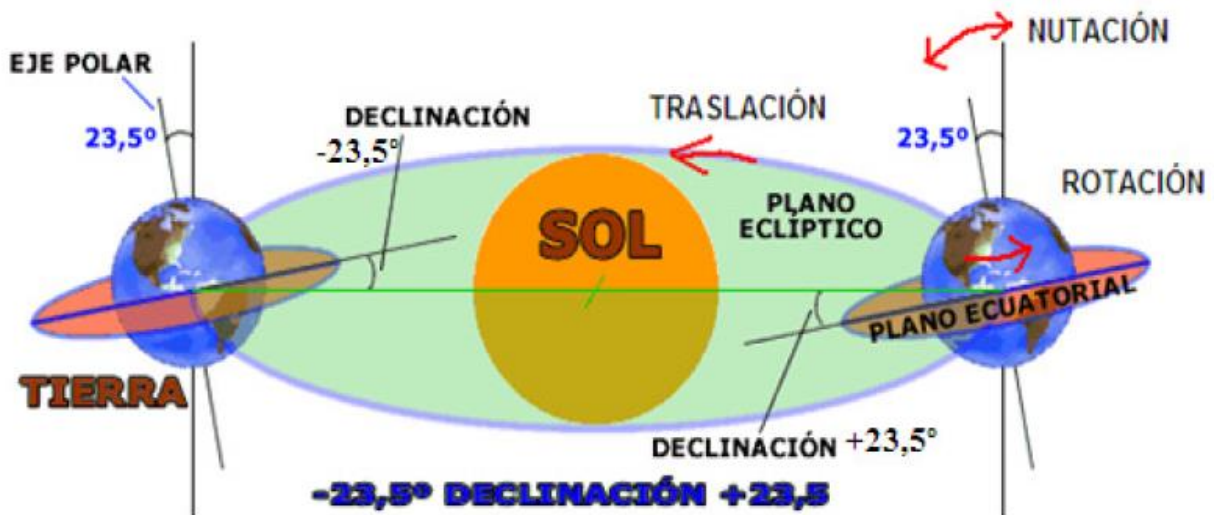 NUTACIÓN
EJE POLAR
23,5º
DECLINACIÓN
-23,5°
TRASLACIÓN
23,5º
ROTACIÓN
PLANO
ECLÍPTICO
SOL
PLANO ECUATORIAL
TIERRA
DECLINACIÓN +23,5°
-23,5º DECLINACIÓN +23,5